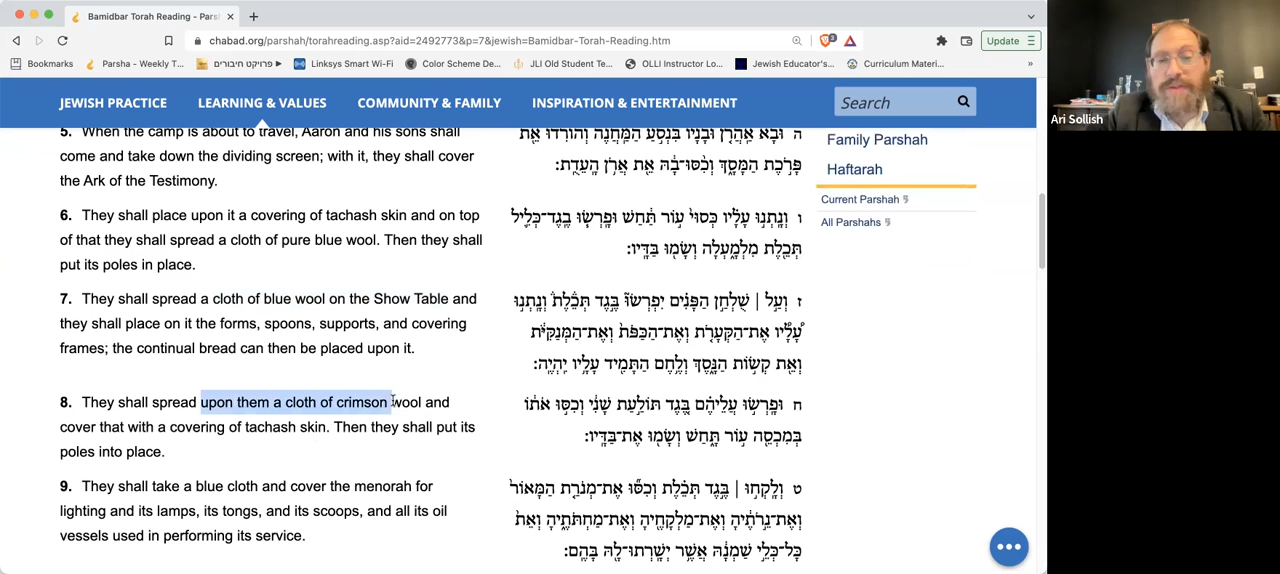 Bamidbar Torah Reading - Parsh
chabad.org/parshah/torahreading.asp?aid=2492773&p=7&jewish=Bamidbar-Torah-Reading.htm
3
Update
Bookmarks Parsha - Weekly T... פרויקט חיבורים Linksys Smart Wi-Fi Color Scheme De... JLI Old Student Te... OLLI Instructor Lo... Jewish Educator's... Curriculum Materi... »
JEWISH PRACTICE LEARNING & VALUES COMMUNITY & FAMILY INSPIRATION & ENTERTAINMENT Search
5. When the camp is about to travel, Aaron and his sons shall
come and take down the dividing screen; with it, they shall cover
the Ark of the Testimony.
ה וּבָא אַהֲרֹן וּבָנָיו בִּנְסֹעַ הַמַּחֲנֶה וְהוֹרִדוּ אֵת
פָּרֹכֶת הַמָּסָךְ וְכִסּוּ־בָהּ אֵת אֲרֹן הָעֵדֻת:
6. They shall place upon it a covering of tachash skin and on top
of that they shall spread a cloth of pure blue wool. Then they shall
put its poles in place.
ו וְנָתְנוּ עָלָיו כְּסוּי עוֹר תַּחַשׁ וּפָרְשׂוּ בֶגֶד־כְּלִיל
תְּכֵלֶת מִלְמָעְלָה וְשָׂמוּ בַּדָּיו:
7. They shall spread a cloth of blue wool on the Show Table and
they shall place on it the forms, spoons, supports, and covering
frames; the continual bread can then be placed upon it.
ז וְעַל | שֻׁלְחַן הַפָּנִים יִפְרְשׂוּ בֶּגֶד תְּכֵלֶת וְנָתְנוּ
עָלָיו אֶת־הַקְּעָרֹת וְאֶת־הַכַּפֹּת וְאֶת־הַמְּנַקִּיֹּת
וְאֵת קְשׂוֹת הַנָּסֶךְ וְלֶחֶם הַתָּמִיד עָלָיו יִהְיֶה:
8. They shall spread upon them a cloth of crimson wool and
cover that with a covering of tachash skin. Then they shall put its
poles into place.
ח וּפָרְשׂוּ עֲלֵיהֶם בֶּגֶד תּוֹלַעַת שָׁנִי וְכִסּוּ אֹתוֹ
בְּמִכְסֵה עוֹר תָּחַשׁ וְשָׂמוּ אֶת־בַּדָּיו:
9. They shall take a blue cloth and cover the menorah for
lighting and its lamps, its tongs, and its scoops, and all its oil
vessels used in performing its service.
ט וְלָקְחוּ | בֶּגֶד תְּכֵלֶת וְכִסּוּ אֶת־מְנֹרַת הַמָּאוֹר
וְאֶת־נֵרֹתֶיהָ וְאֶת־מַלְקָחֶיהָ וְאֶת־מַחְתֹּתֶיהָ וְאֵת
כָּל־כְּלֵי שַׁמְנָהּ אֲשֶׁר יְשָׁרְתוּ־לָהּ בָּהֶם:
Family Parshah
Haftarah
Current Parshah
All Parshahs
Ari Sollish